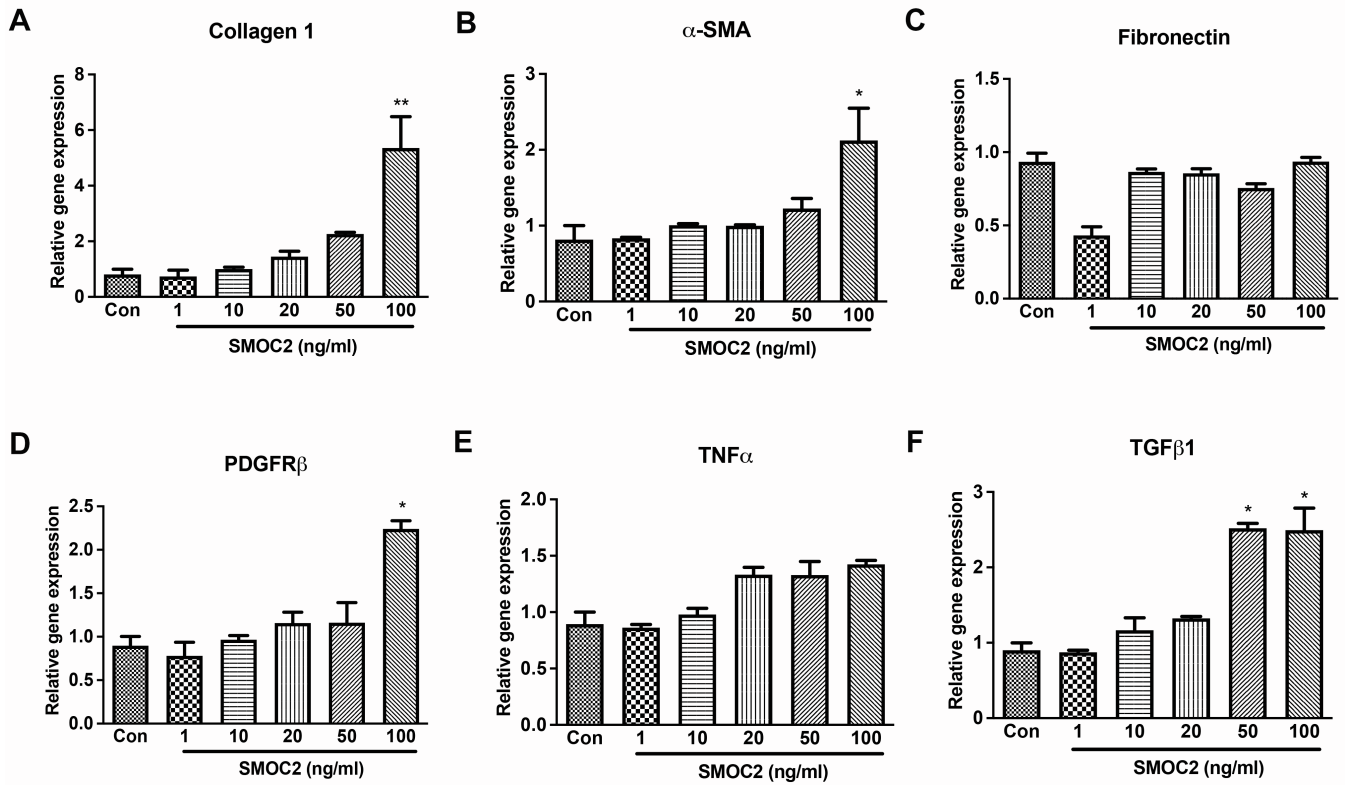 A
Collagen 1
Relative gene expression
8
6
4
2
0
**
Con 1 10 20 50 100
SMOC2 (ng/ml)
B
α-SMA
Relative gene expression
3
2
1
0
*
Con 1 10 20 50 100
SMOC2 (ng/ml)
C
Fibronectin
Relative gene expression
1.5
1.0
0.5
0.0
Con 1 10 20 50 100
SMOC2 (ng/ml)
D
PDGFRβ
Relative gene expression
2.5
2.0
1.5
1.0
0.5
0.0
*
Con 1 10 20 50 100
SMOC2 (ng/ml)
E
TNFα
Relative gene expression
2.0
1.5
1.0
0.5
0.0
Con 1 10 20 50 100
SMOC2 (ng/ml)
F
TGFβ1
Relative gene expression
3
2
1
0
* *
Con 1 10 20 50 100
SMOC2 (ng/ml)